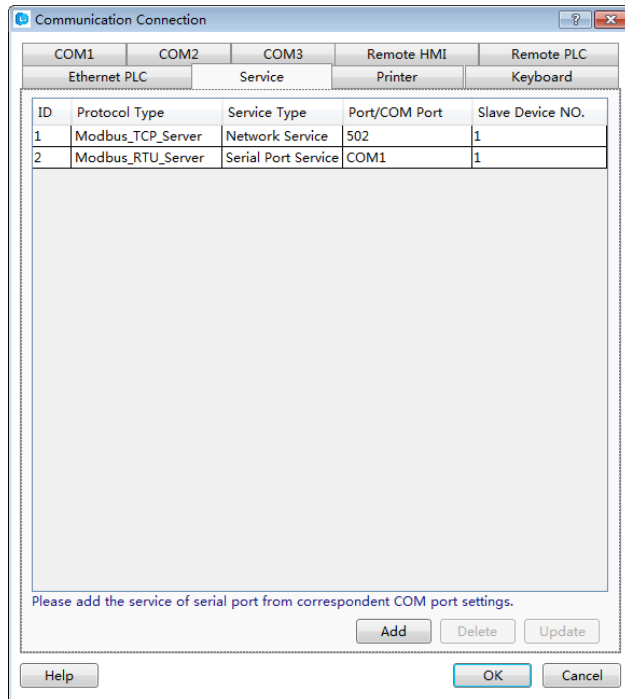 Communication Connection
COM1 COM2 COM3 Remote HMI Remote PLC
Ethernet PLC Service Printer Keyboard
ID Protocol Type Service Type Port/COM Port Slave Device NO.
1 Modbus_TCP_Server Network Service 502 1
2 Modbus_RTU_Server Serial Port Service COM1 1
Please add the service of serial port from correspondent COM port settings.
Add Delete Update
Help OK Cancel